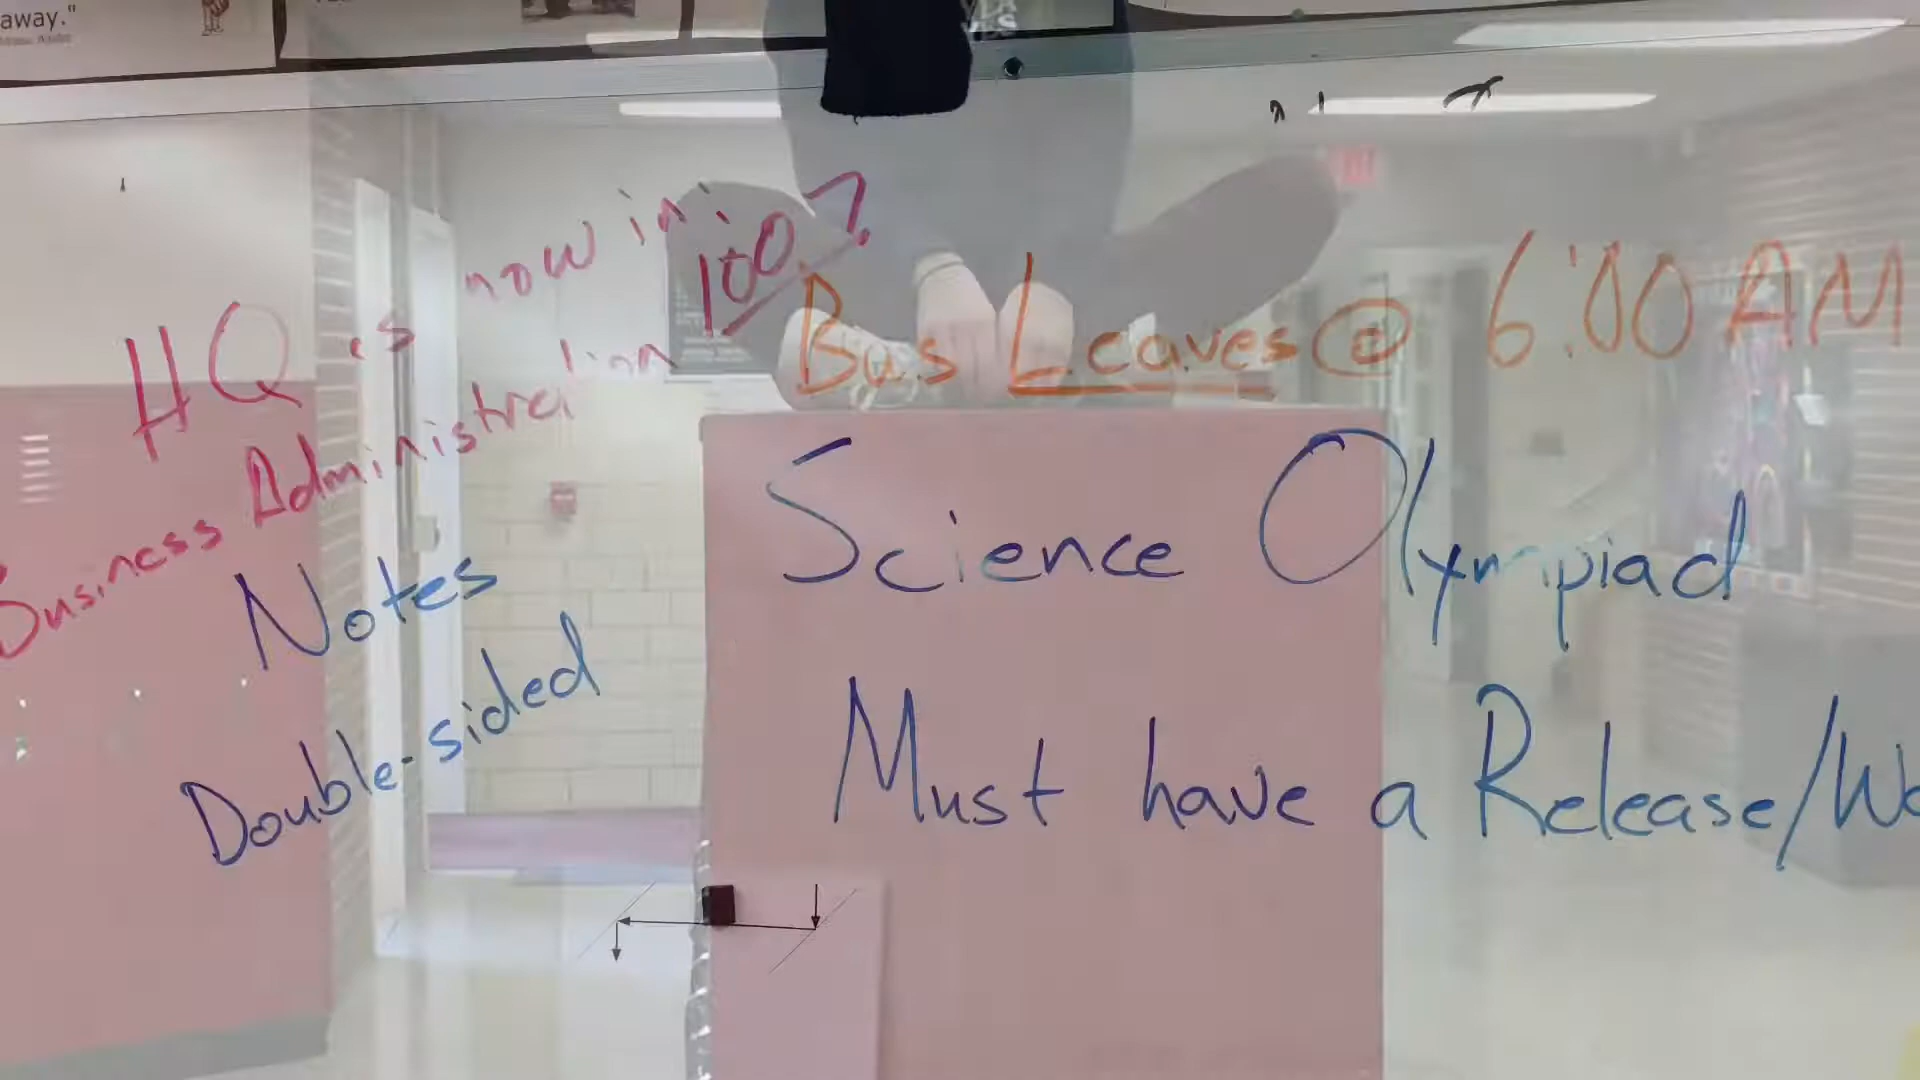 away."
HQ is now in:
100.?
Business Administration
Bus Leaves @ 6:00 AM
Science Olympiad
Notes
Double-sided
Must have a Release/